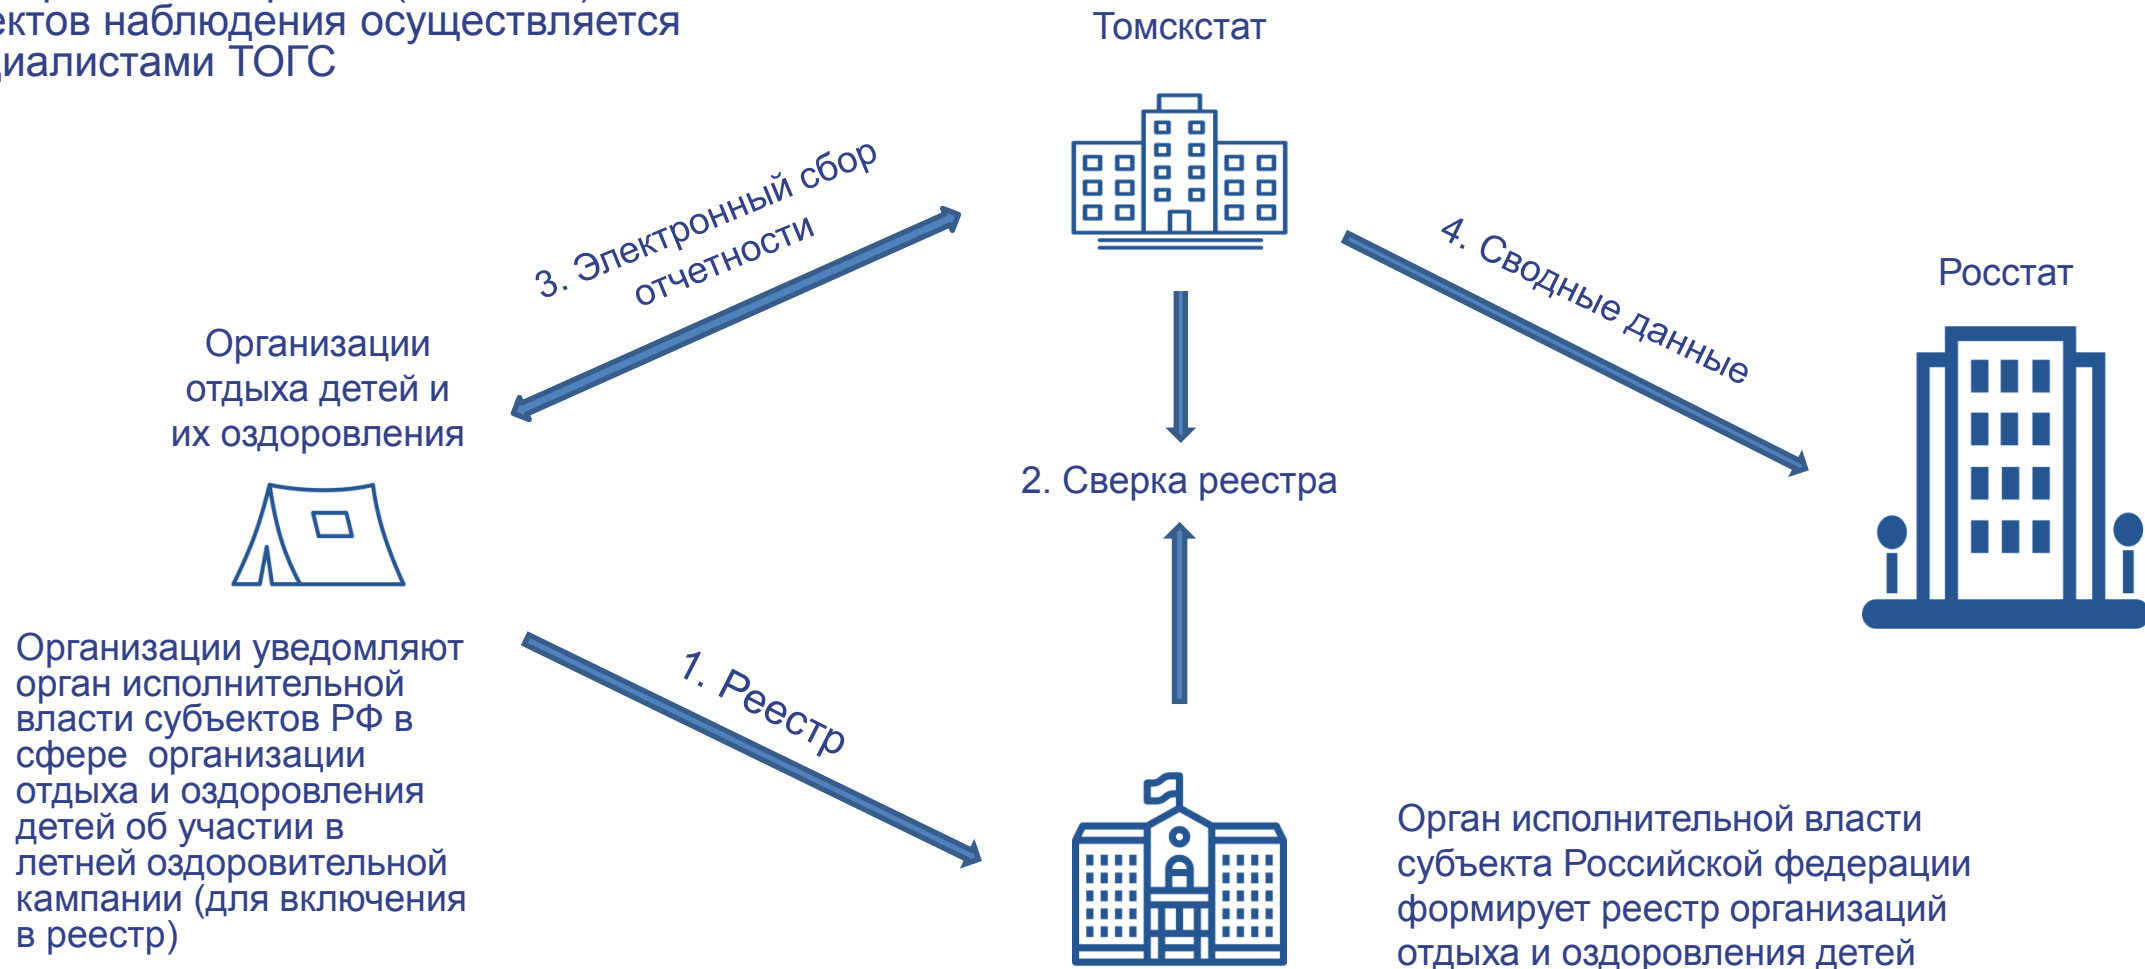 ектов наблюдения осуществляется
циалистами ТОГС
Томскстат
3. Электронный сбор
отчетности
4. Сводные данные
Росстат
Организации
отдыха детей и
их оздоровления
2. Сверка реестра
1. Реестр
Организации уведомляют
орган исполнительной
власти субъектов РФ в
сфере организации
отдыха и оздоровления
детей об участии в
летней оздоровительной
кампании (для включения
в реестр)
Орган исполнительной власти
субъекта Российской федерации
формирует реестр организаций
отдыха и оздоровления детей